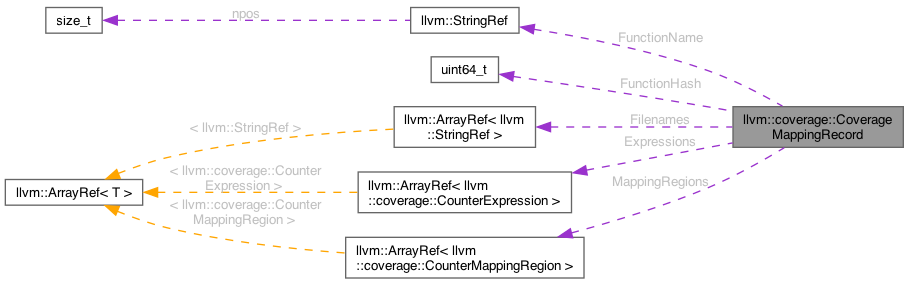 size_t
npos
llvm::StringRef
FunctionName
uint64_t
FunctionHash
llvm::coverage::Coverage
MappingRecord
llvm::ArrayRef< llvm
::StringRef >
Filenames
< llvm::StringRef >
Expressions
< llvm::coverage::Counter
Expression >
llvm::ArrayRef< T >
llvm::ArrayRef< llvm
::coverage::CounterExpression >
MappingRegions
< llvm::coverage::Counter
MappingRegion >
llvm::ArrayRef< llvm
::coverage::CounterMappingRegion >